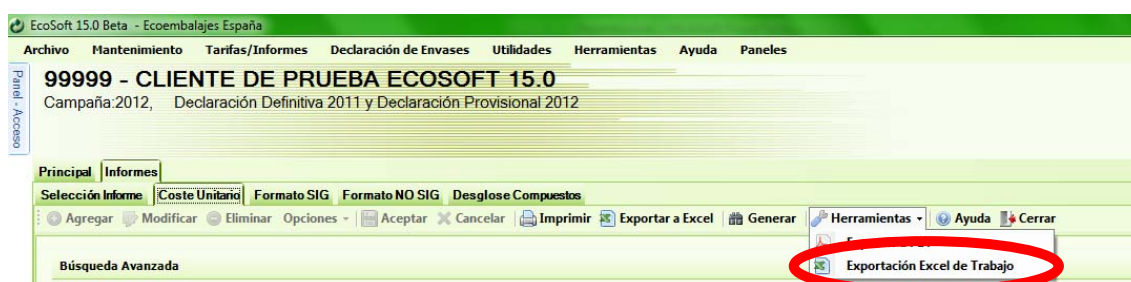 EcoSoft 15.0 Beta - Ecoembalajes España
Archivo Mantenimiento Tarifas/Informes Declaración de Envases Utilidades Herramientas Ayuda Paneles
Panel - Acceso
99999 - CLIENTE DE PRUEBA ECOSOFT 15.0
Campaña:2012, Declaración Definitiva 2011 y Declaración Provisional 2012
Principal Informes
Selección Informe Coste Unitario Formato SIG Formato NO SIG Desglose Compuestos
Agregar Modificar Eliminar Opciones Aceptar Cancelar Imprimir Exportar a Excel Generar Herramientas Ayuda Cerrar
Búsqueda Avanzada
Exportación Excel de Trabajo